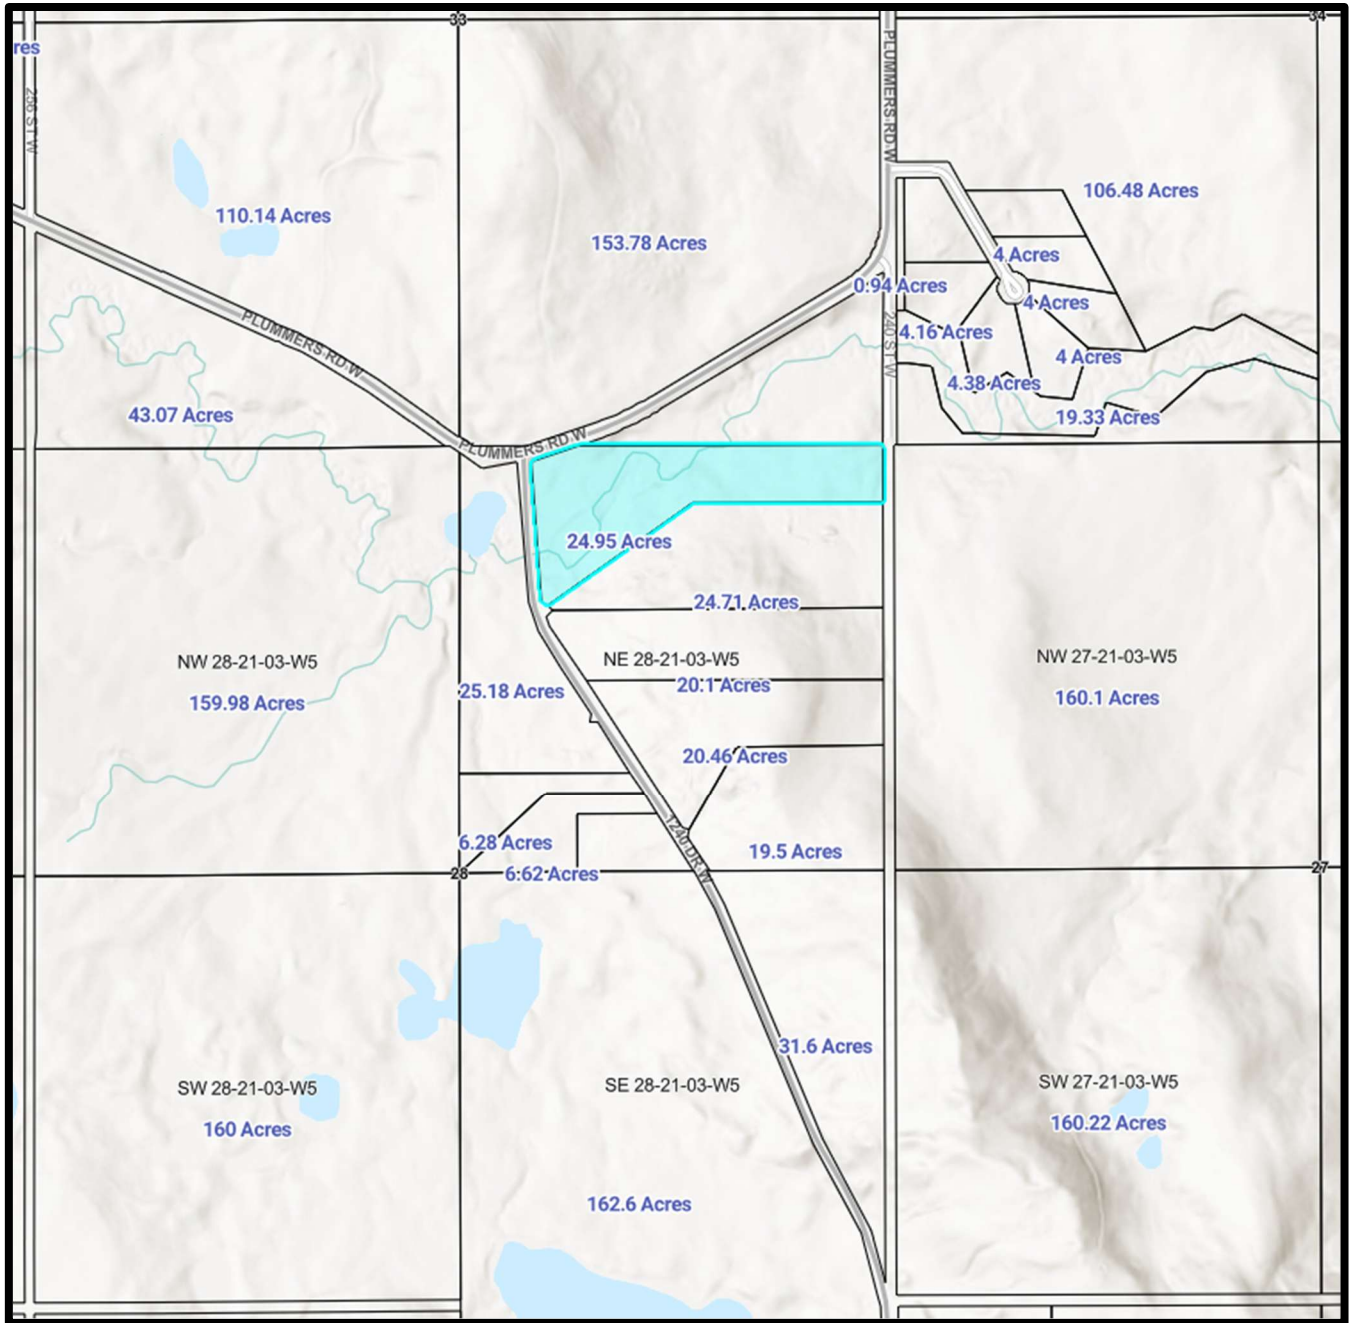 33
34
res
PLUMMERS RD W
256 ST W
106.48 Acres
110.14 Acres
153.78 Acres
4 Acres
0.94 Acres
4 Acres
PLUMMERS RD W
240 ST W
4.16 Acres
4 Acres
4.38 Acres
43.07 Acres
19.33 Acres
PLUMMERS RD W
24.95 Acres
24.71 Acres
NW 28-21-03-W5
NE 28-21-03-W5
NW 27-21-03-W5
159.98 Acres
25.18 Acres
20.1 Acres
160.1 Acres
20.46 Acres
1240 DR W
6.28 Acres
19.5 Acres
28
6.62 Acres
27
31.6 Acres
SW 28-21-03-W5
SE 28-21-03-W5
SW 27-21-03-W5
160 Acres
160.22 Acres
162.6 Acres